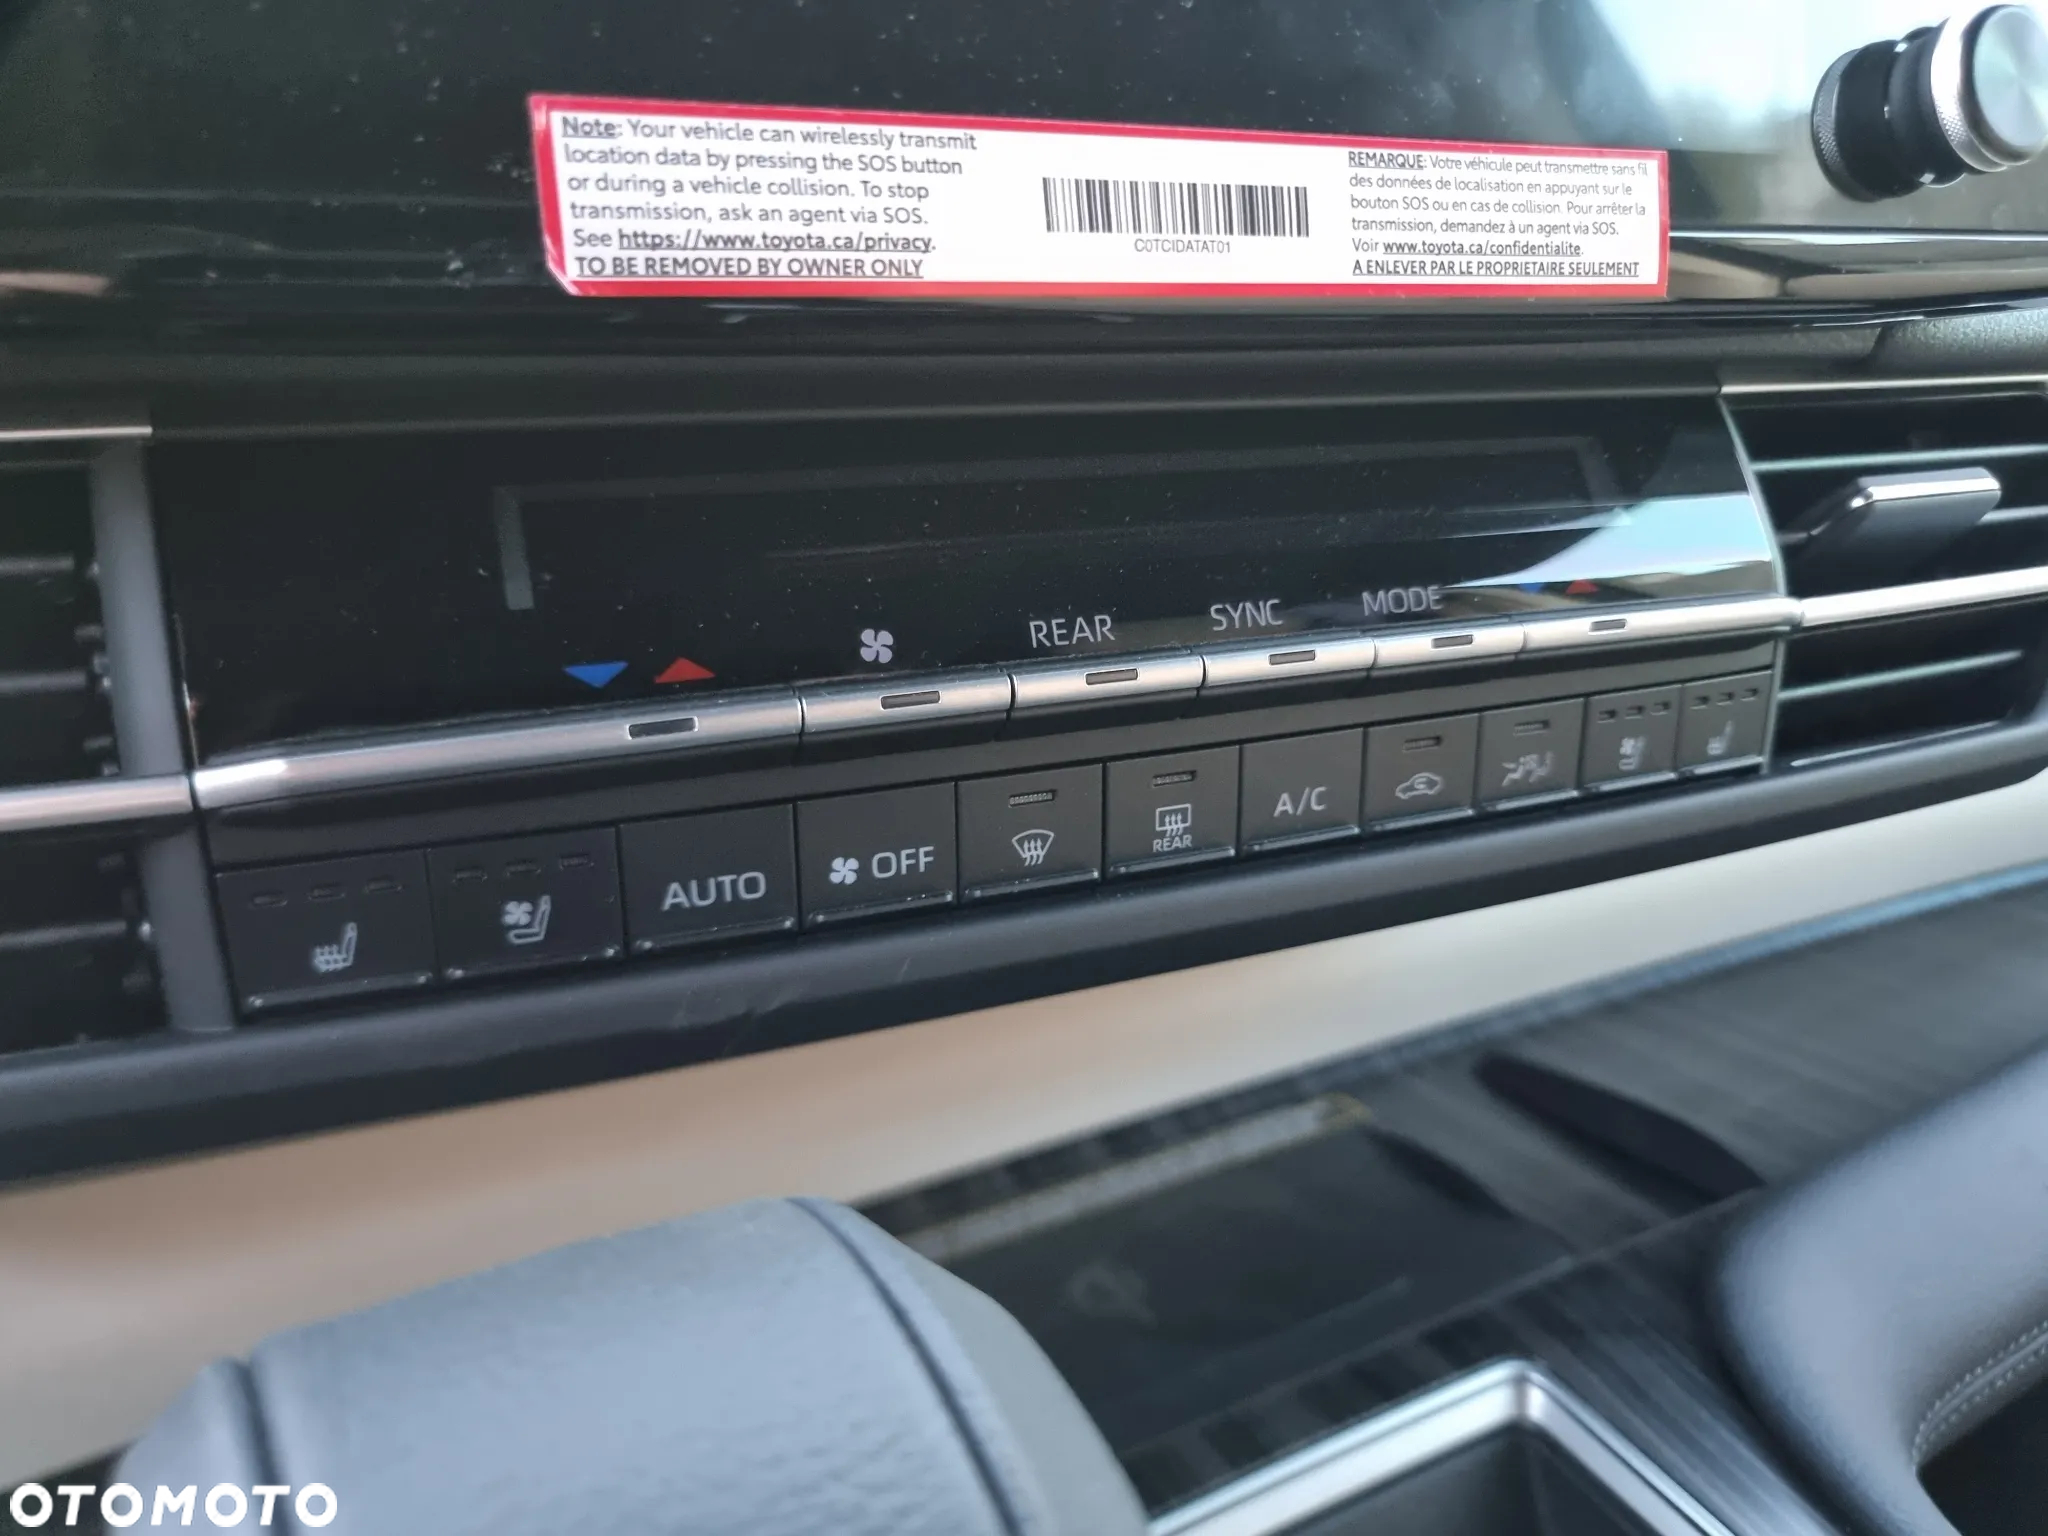 Note: Your vehicle can wirelessly transmit
location data by pressing the SOS button
or during a vehicle collision. To stop
transmission, ask an agent via SOS.
See https://www.toyota.ca/privacy.
TO BE REMOVED BY OWNER ONLY
C0TCIDATAT01
REMARQUE: Votre véhicule peut transmettre sans fil
des données de localisation en appuyant sur le
bouton SOS ou en cas de collision. Pour arrêter la
transmission, demandez à un agent via SOS.
Voir www.toyota.ca/confidentialite.
A ENLEVER PAR LE PROPRIETAIRE SEULEMENT
REAR SYNC MODE
AUTO OFF REAR A/C
OTOMOTO